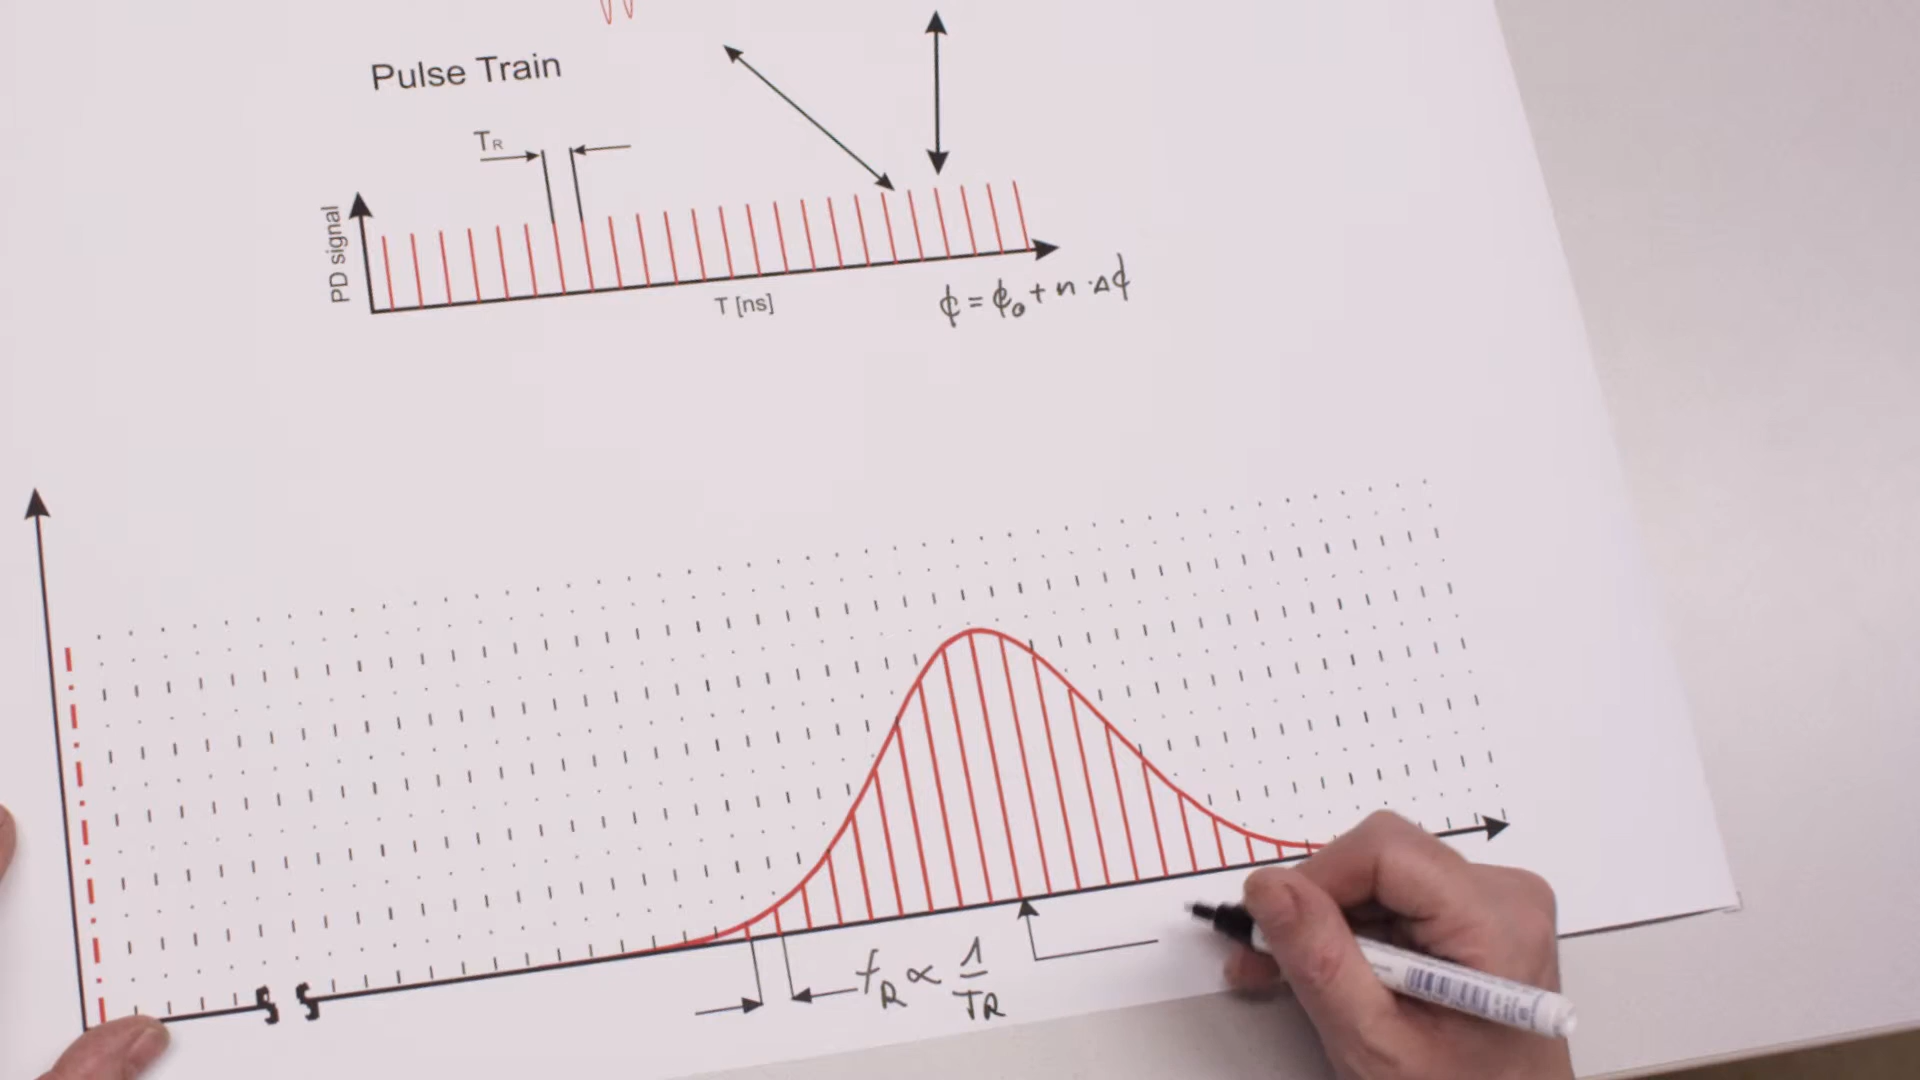 Pulse Train
TR
PD signal
T [ns]
ϕ = ϕ₀ + n · Δϕ
fR ∝ 1/TR